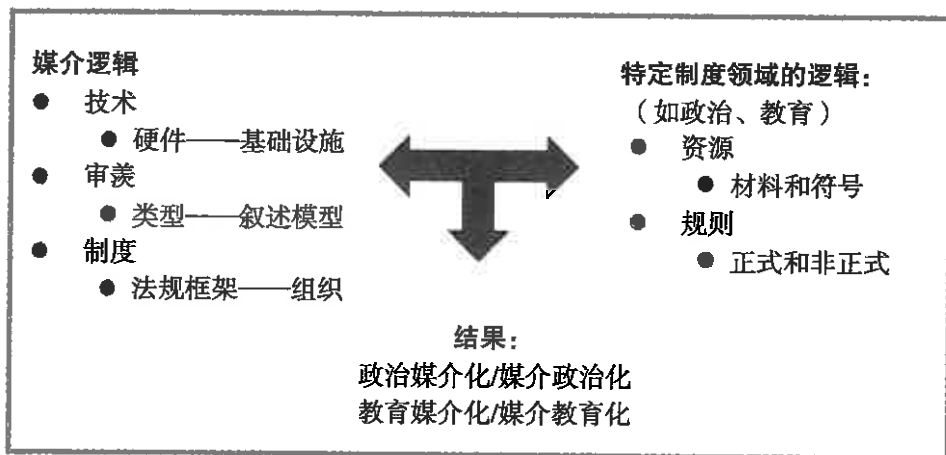 媒介逻辑
● 技术
● 硬件——基础设施
● 审羡
● 类型——叙述模型
● 制度
● 法规框架——组织
特定制度领域的逻辑：
（如政治、教育）
● 资源
● 材料和符号
● 规则
● 正式和非正式
结果：
政治媒介化/媒介政治化
教育媒介化/媒介教育化